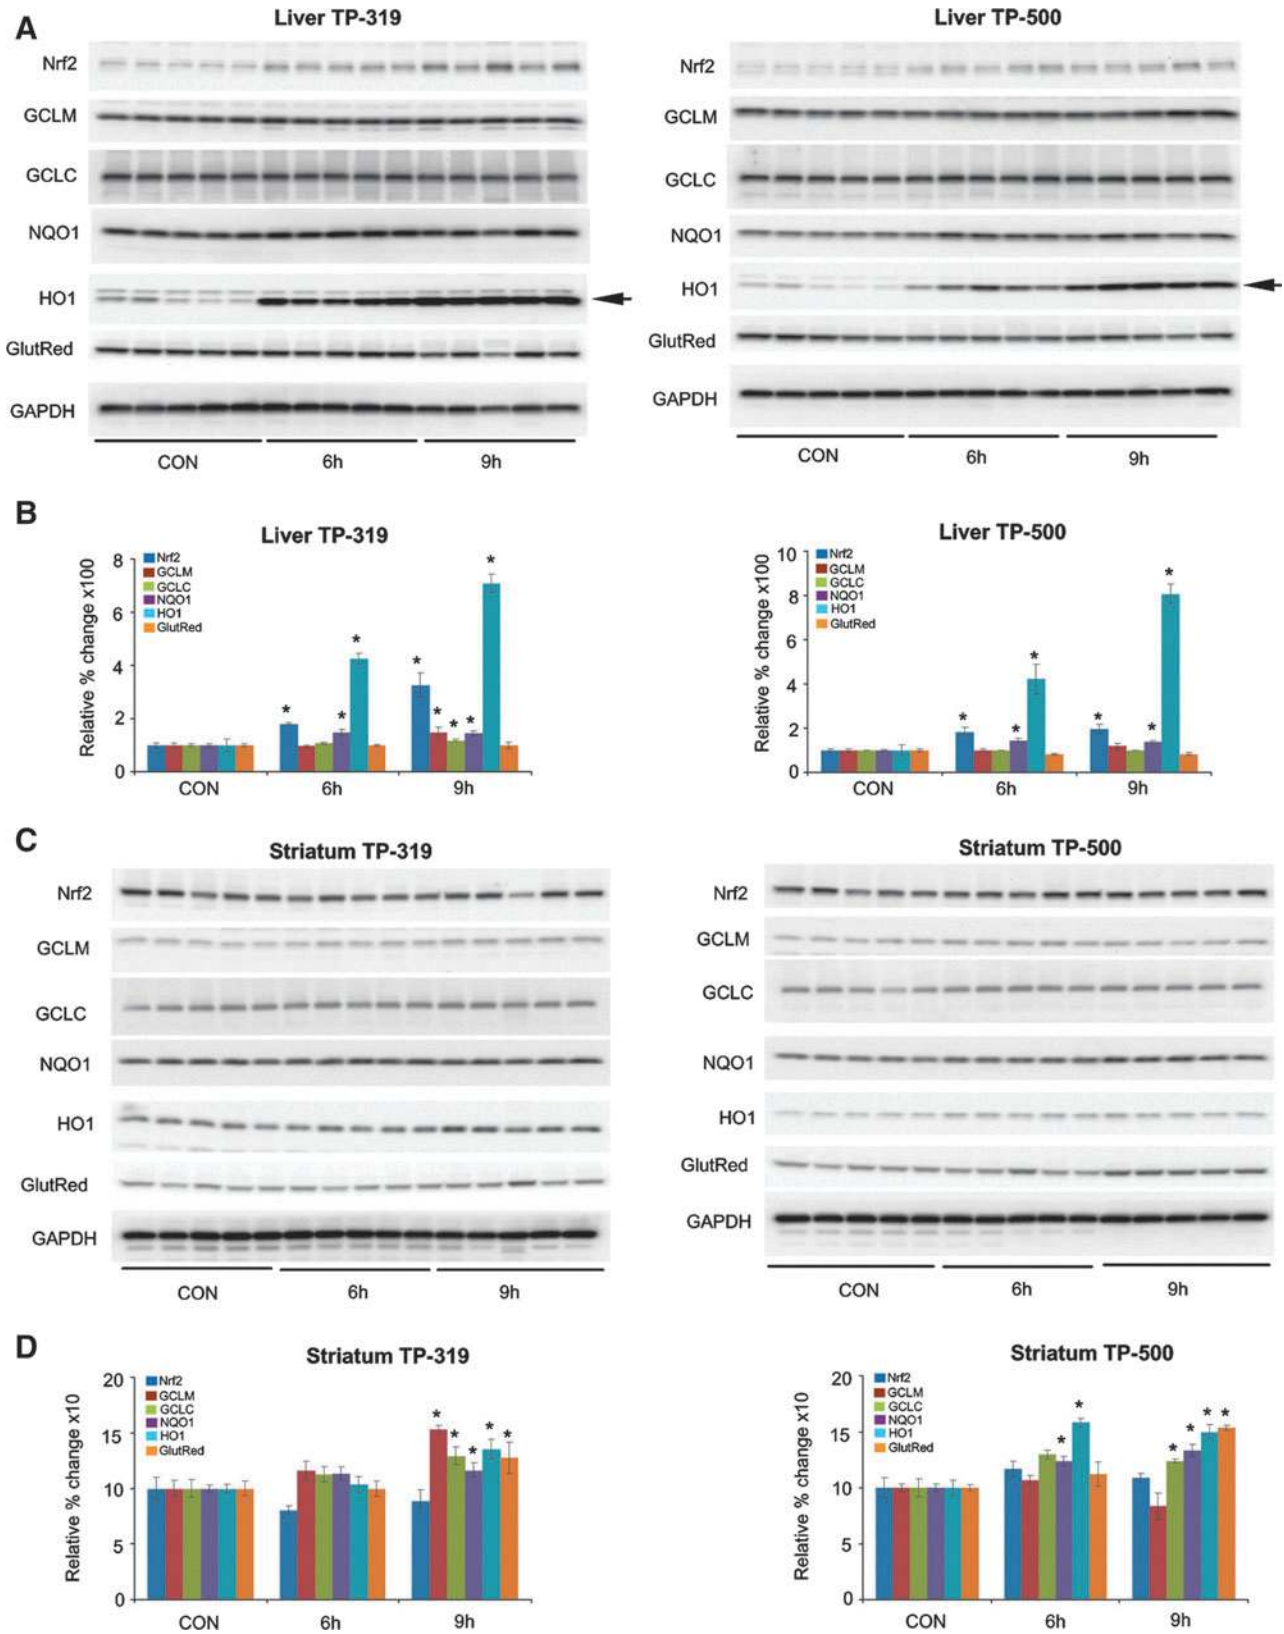 A
Liver TP-319
Nrf2
GCLM
GCLC
NQO1
HO1
GlutRed
GAPDH
CON 6h 9h
Liver TP-500
Nrf2
GCLM
GCLC
NQO1
HO1
GlutRed
GAPDH
CON 6h 9h
B
Liver TP-319
Relative % change x100
8
6
4
2
0
Nrf2
GCLM
GCLC
NQO1
HO1
GlutRed
* * *
* * * * * *
CON 6h 9h
Liver TP-500
Relative % change x100
10
8
6
4
2
0
Nrf2
GCLM
GCLC
NQO1
HO1
GlutRed
* * *
* * *
CON 6h 9h
C
Striatum TP-319
Nrf2
GCLM
GCLC
NQO1
HO1
GlutRed
GAPDH
CON 6h 9h
Striatum TP-500
Nrf2
GCLM
GCLC
NQO1
HO1
GlutRed
GAPDH
CON 6h 9h
D
Striatum TP-319
Relative % change x10
20
15
10
5
0
Nrf2
GCLM
GCLC
NQO1
HO1
GlutRed
* * * * *
CON 6h 9h
Striatum TP-500
Relative % change x10
20
15
10
5
0
Nrf2
GCLM
GCLC
NQO1
HO1
GlutRed
* *
* * * *
CON 6h 9h